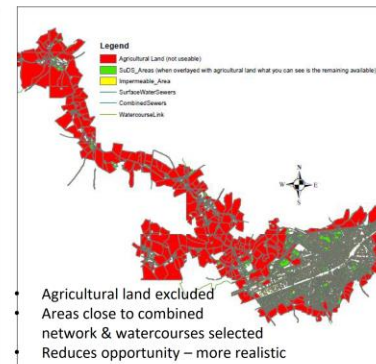 Legend
Agricultural Land (not useable)
SuDS_Areas (when overlayed with agricultural land what you can see is the remaining available)
Impermeable_Area
SurfaceWaterSewers
CombinedSewers
WatercourseLink
N
W E
S
• Agricultural land excluded
• Areas close to combined
network & watercourses selected
• Reduces opportunity – more realistic